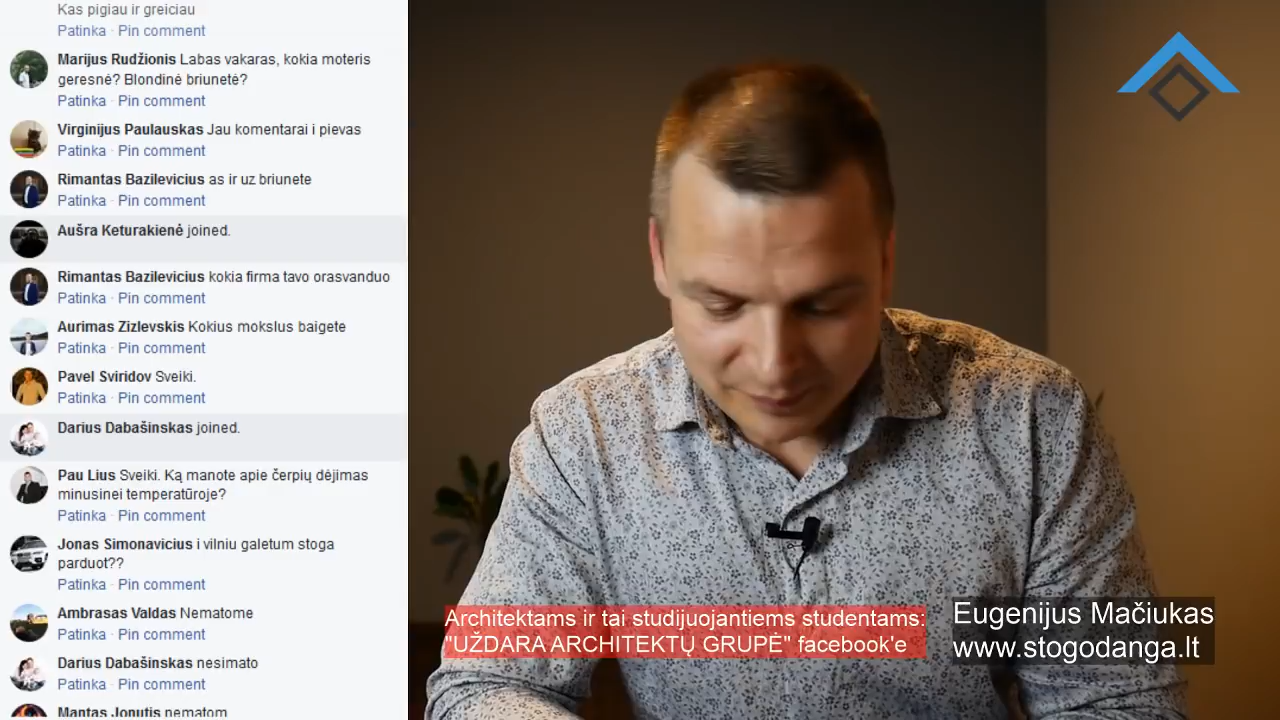 Kas pigiau ir greiciau
Patinka · Pin comment
Marijus Rudžionis Labas vakaras, kokia moteris
geresnė? Blondinė briunetė?
Patinka · Pin comment
Virginijus Paulauskas Jau komentarai i pievas
Patinka · Pin comment
Rimantas Bazilevicius as ir uz briunete
Patinka · Pin comment
Aušra Keturakienė joined.
Rimantas Bazilevicius kokia firma tavo orasvanduo
Patinka · Pin comment
Aurimas Zizlevskis Kokius mokslus baigete
Patinka · Pin comment
Pavel Sviridov Sveiki.
Patinka · Pin comment
Darius Dabašinskas joined.
Pau Lius Sveiki. Ką manote apie čerpių dėjimas
minusinei temperatūroje?
Patinka · Pin comment
Jonas Simonavicius i vilniu galetum stoga
parduot??
Patinka · Pin comment
Ambrasas Valdas Nematome
Patinka · Pin comment
Darius Dabašinskas nesimato
Patinka · Pin comment
Mantas Jonutis nematom
Architektams ir tai studijuojantiems studentams:
"UŽDARA ARCHITEKTŲ GRUPĖ" facebook'e
Eugenijus Mačiukas
www.stogodanga.lt